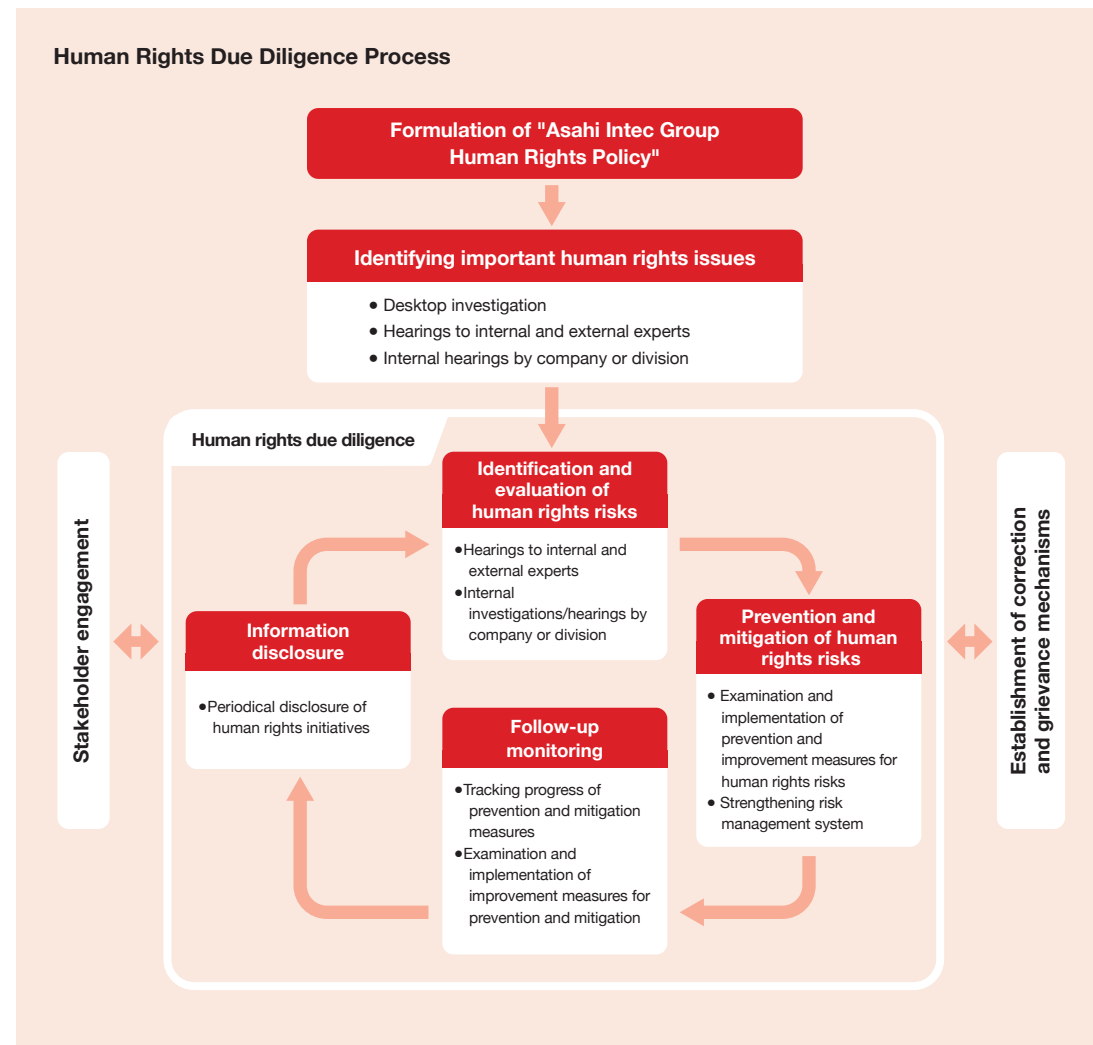 Human Rights Due Diligence Process
Formulation of "Asahi Intec Group
Human Rights Policy"
Identifying important human rights issues
● Desktop investigation
● Hearings to internal and external experts
● Internal hearings by company or division
Human rights due diligence
Identification and
evaluation of
human rights risks
●Hearings to internal and
external experts
●Internal
investigations/hearings by
company or division
Prevention and
mitigation of human
rights risks
● Examination and
implementation of
prevention and
improvement measures for
human rights risks
● Strengthening risk
management system
Follow-up
monitoring
●Tracking progress of
prevention and mitigation
measures
●Examination and
implementation of
improvement measures for
prevention and mitigation
Information
disclosure
●Periodical disclosure of
human rights initiatives
Stakeholder engagement
Establishment of correction
and grievance mechanisms